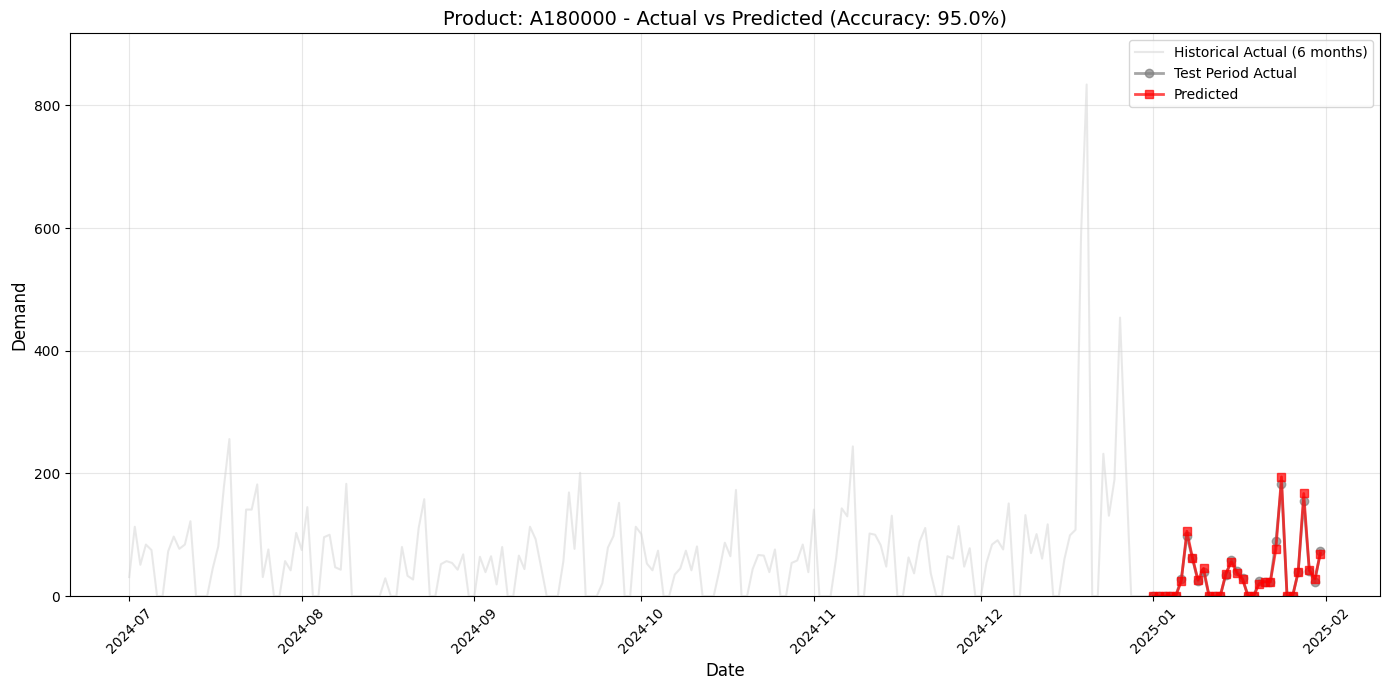 Product: A180000 - Actual vs Predicted (Accuracy: 95.0%)
Historical Actual (6 months)
Test Period Actual
Predicted
Demand
800
600
400
200
0
2024-07
2024-08
2024-09
2024-10
2024-11
2024-12
2025-01
2025-02
Date